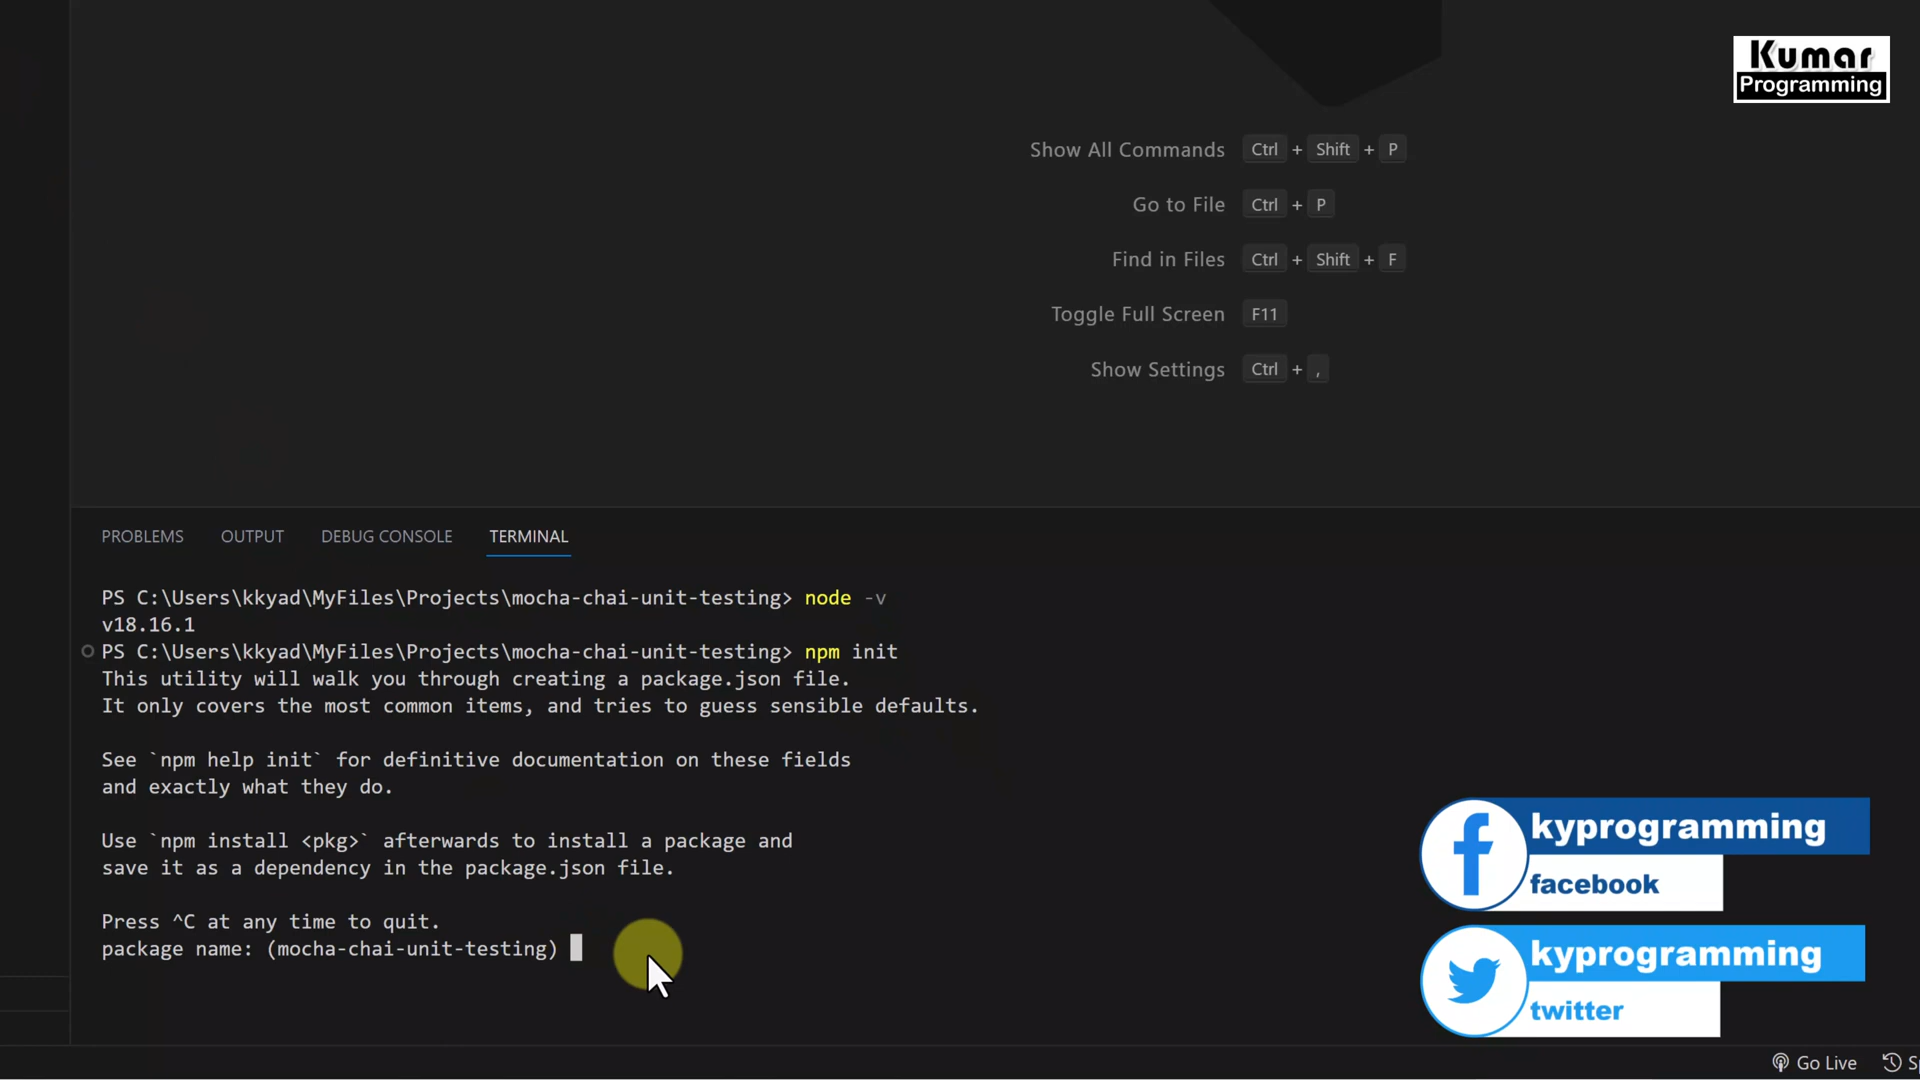 Kumar
Programming
Show All Commands Ctrl + Shift + P
Go to File Ctrl + P
Find in Files Ctrl + Shift + F
Toggle Full Screen F11
Show Settings Ctrl + ,
PROBLEMS OUTPUT DEBUG CONSOLE TERMINAL
PS C:\Users\kkyad\MyFiles\Projects\mocha-chai-unit-testing> node -v
v18.16.1
PS C:\Users\kkyad\MyFiles\Projects\mocha-chai-unit-testing> npm init
This utility will walk you through creating a package.json file.
It only covers the most common items, and tries to guess sensible defaults.
See `npm help init` for definitive documentation on these fields
and exactly what they do.
Use `npm install <pkg>` afterwards to install a package and
save it as a dependency in the package.json file.
Press ^C at any time to quit.
package name: (mocha-chai-unit-testing)
kyprogramming
facebook
kyprogramming
twitter
Go Live